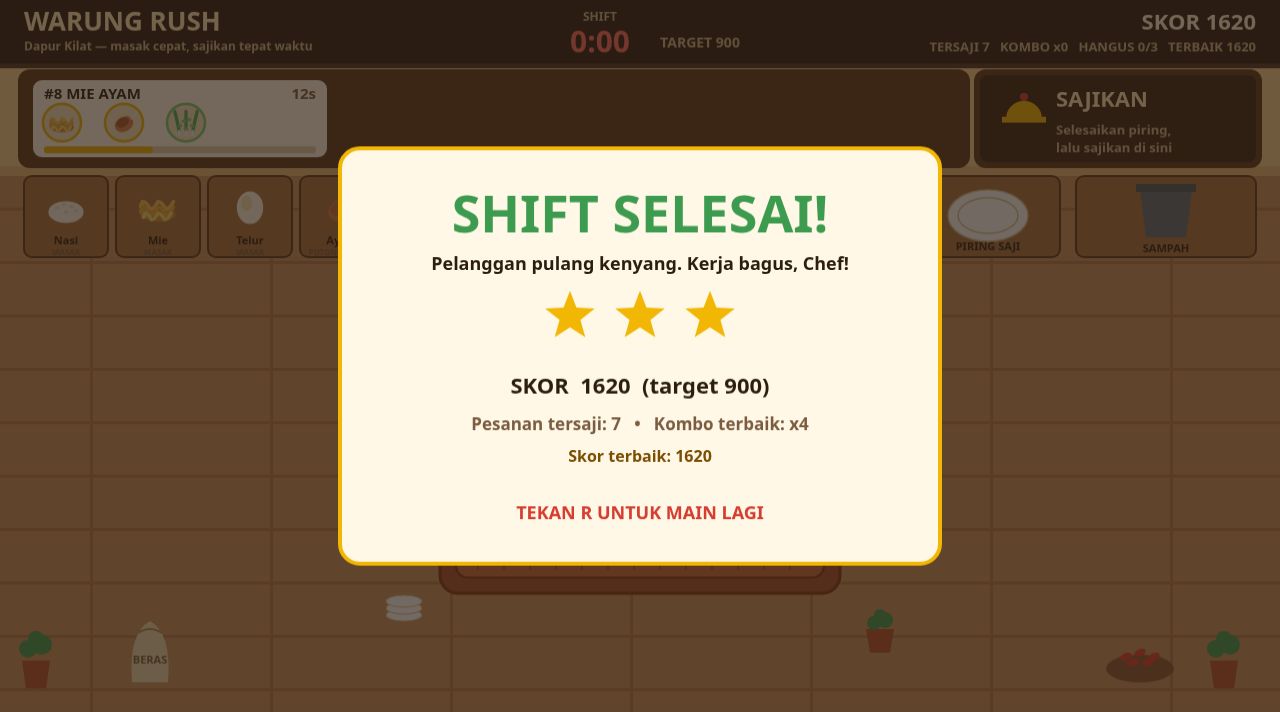 WARUNG RUSH
Dapur Kilat — masak cepat, sajikan tepat waktu
SHIFT
0:00
TARGET 900
SKOR 1620
TERSAJI 7 KOMBO x0 HANGUS 0/3 TERBAIK 1620
#8 MIE AYAM 12s
SAJIKAN
Selesaikan piring,
lalu sajikan di sini
Nasi
MASAK
Mie
MASAK
Telur
MASAK
PIRING SAJI
SAMPAH
SHIFT SELESAI!
Pelanggan pulang kenyang. Kerja bagus, Chef!
SKOR 1620 (target 900)
Pesanan tersaji: 7 • Kombo terbaik: x4
Skor terbaik: 1620
TEKAN R UNTUK MAIN LAGI
BERAS